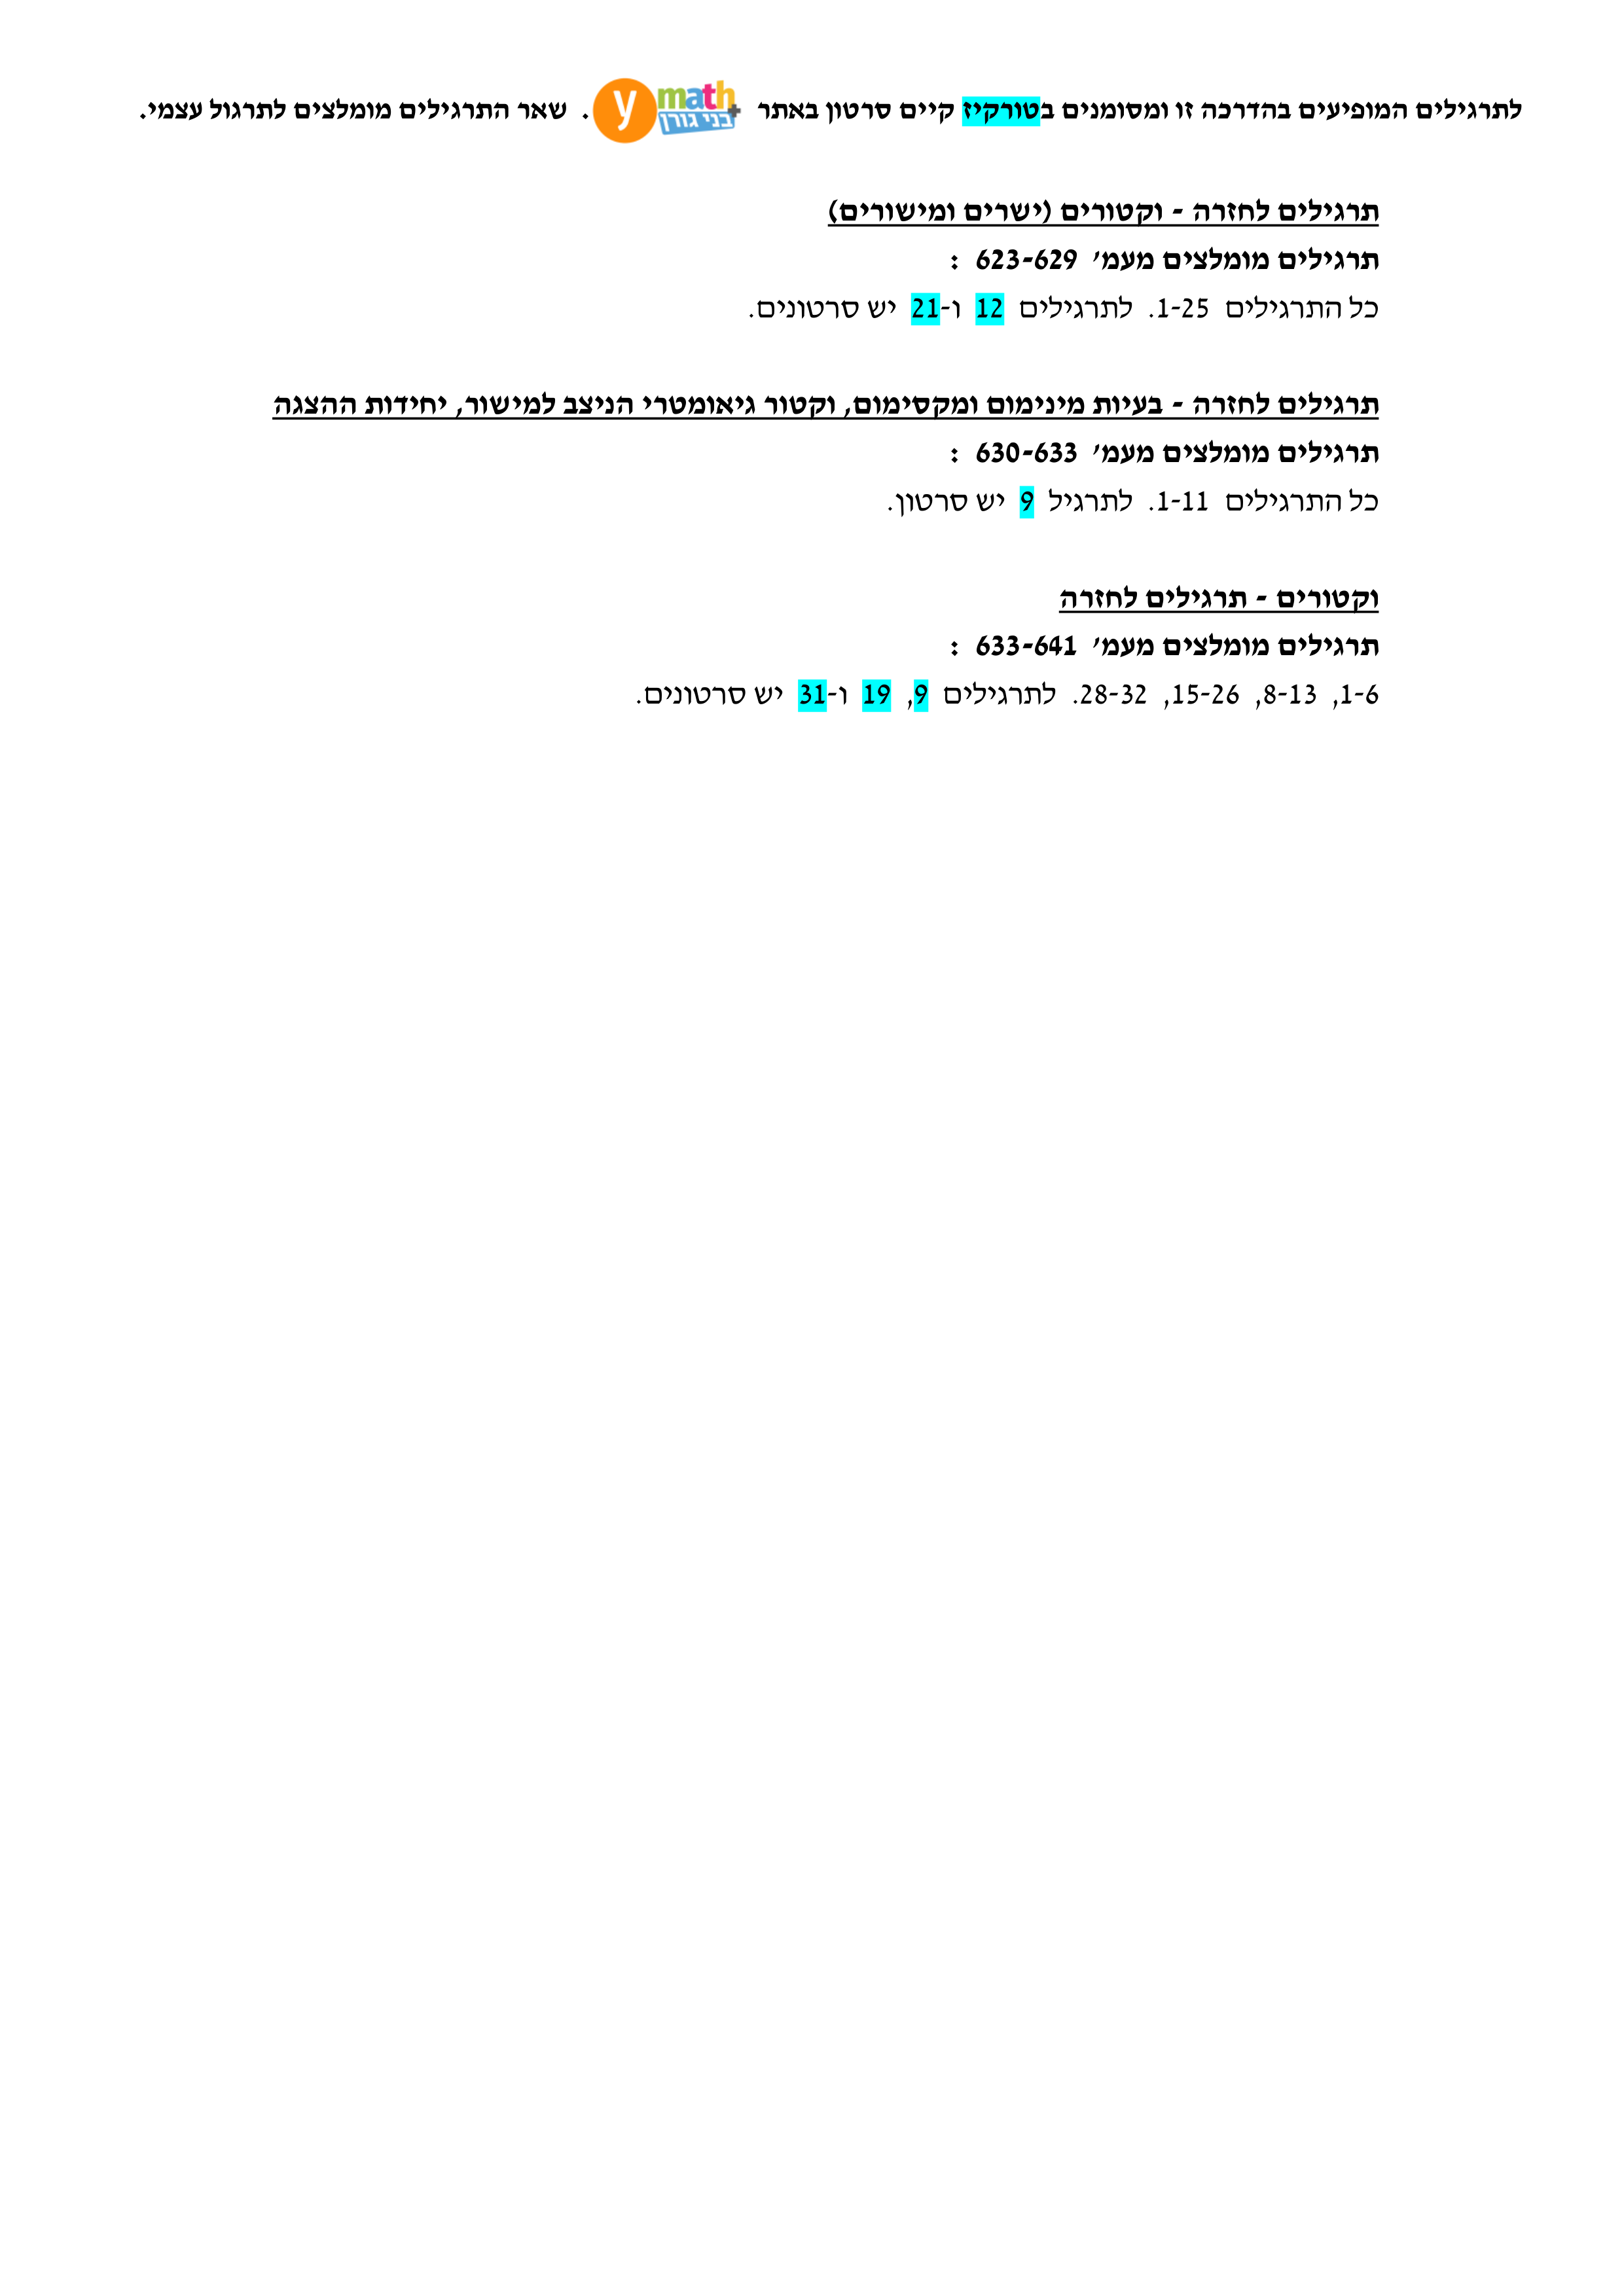 לתרגילים המופיעים בהדרכה זו ומסומנים בטורקיז קיים סרטון באתר y math+ בני גורן . שאר התרגילים מומלצים לתרגול עצמי.
תרגילים לחזרה - וקטורים (ישרים ומישורים)
תרגילים מומלצים מעמ' 623-629 :
כל התרגילים 1-25. לתרגילים 12 ו-21 יש סרטונים.
תרגילים לחזרה - בעיות מינימום ומקסימום, וקטור גיאומטרי הניצב למישור, יחידות ההצגה
תרגילים מומלצים מעמ' 630-633 :
כל התרגילים 1-11. לתרגיל 9 יש סרטון.
וקטורים - תרגילים לחזרה
תרגילים מומלצים מעמ' 633-641 :
1-6, 8-13, 15-26, 28-32. לתרגילים 9, 19 ו-31 יש סרטונים.